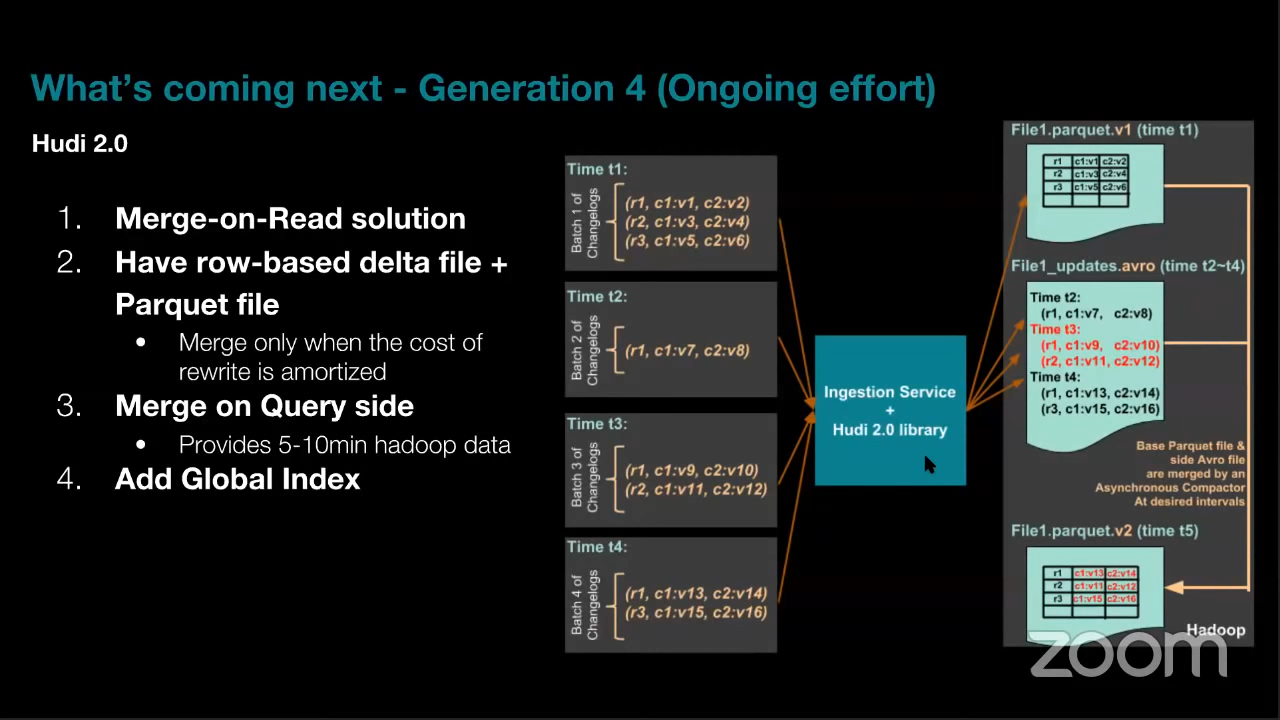 What's coming next - Generation 4 (Ongoing effort)
Hudi 2.0
1. Merge-on-Read solution
2. Have row-based delta file +
Parquet file
• Merge only when the cost of
rewrite is amortized
3. Merge on Query side
• Provides 5-10min hadoop data
4. Add Global Index
Time t1:
Batch 1 of
Changelogs
(r1, c1:v1, c2:v2)
(r2, c1:v3, c2:v4)
(r3, c1:v5, c2:v6)
Time t2:
Batch 2 of
Changelogs
(r1, c1:v7, c2:v8)
Time t3:
Batch 3 of
Changelogs
(r1, c1:v9, c2:v10)
(r2, c1:v11, c2:v12)
Time t4:
Batch 4 of
Changelogs
(r1, c1:v13, c2:v14)
(r3, c1:v15, c2:v16)
Ingestion Service
+
Hudi 2.0 library
File1.parquet.v1 (time t1)
r1 c1:v1 c2:v2
r2 c1:v3 c2:v4
r3 c1:v5 c2:v6
File1_updates.avro (time t2~t4)
Time t2:
(r1, c1:v7, c2:v8)
Time t3:
(r1, c1:v9, c2:v10)
(r2, c1:v11, c2:v12)
Time t4:
(r1, c1:v13, c2:v14)
(r3, c1:v15, c2:v16)
Base Parquet file &
side Avro file
are merged by an
Asynchronous Compactor
At desired intervals
File1.parquet.v2 (time t5)
r1 c1:v13 c2:v14
r2 c1:v11 c2:v12
r3 c1:v15 c2:v16
Hadoop
zoom